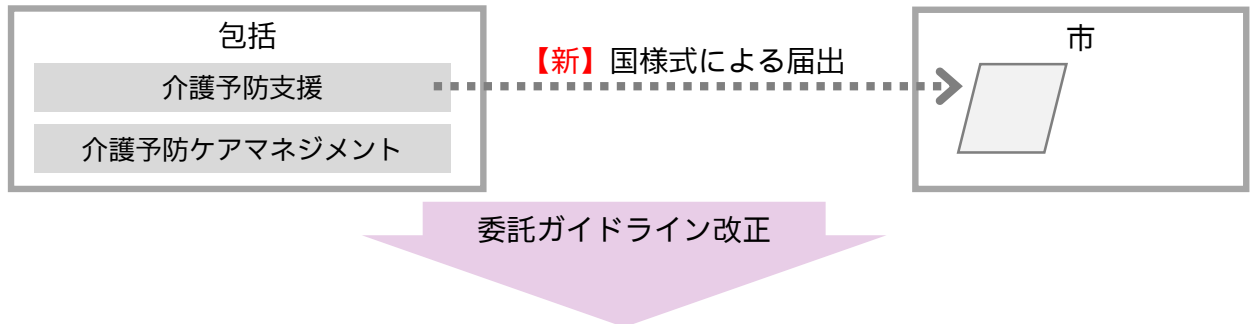 包括
市
【新】国様式による届出
介護予防支援
介護予防ケアマネジメント
委託ガイドライン改正